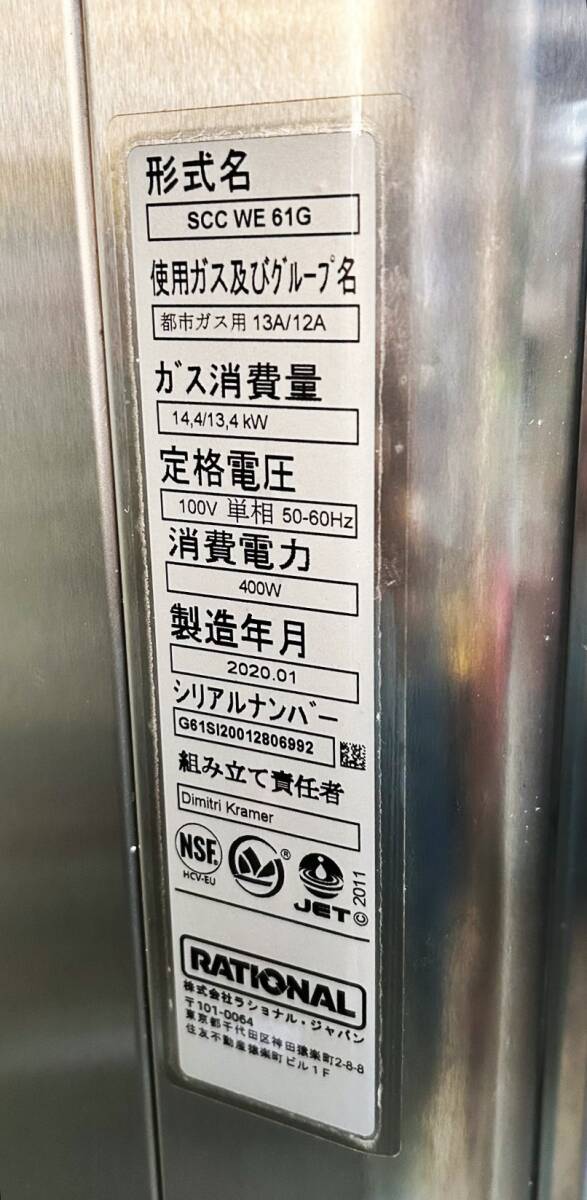 形式名
SCC WE 61G
使用ガス及びグループ名
都市ガス用 13A/12A
ガス消費量
14,4/13,4 kW
定格電圧
100V 単相 50-60Hz
消費電力
400W
製造年月
2020.01
シリアルナンバー
G61SI20012806992
組み立て責任者
Dimitri Kramer
NSF.
HCV-EU
®
JET
© 2011
RATIONAL
株式会社ラショナル・ジャパン
〒101-0064
東京都千代田区神田猿楽町2-8-8
住友不動産猿楽町ビル1F